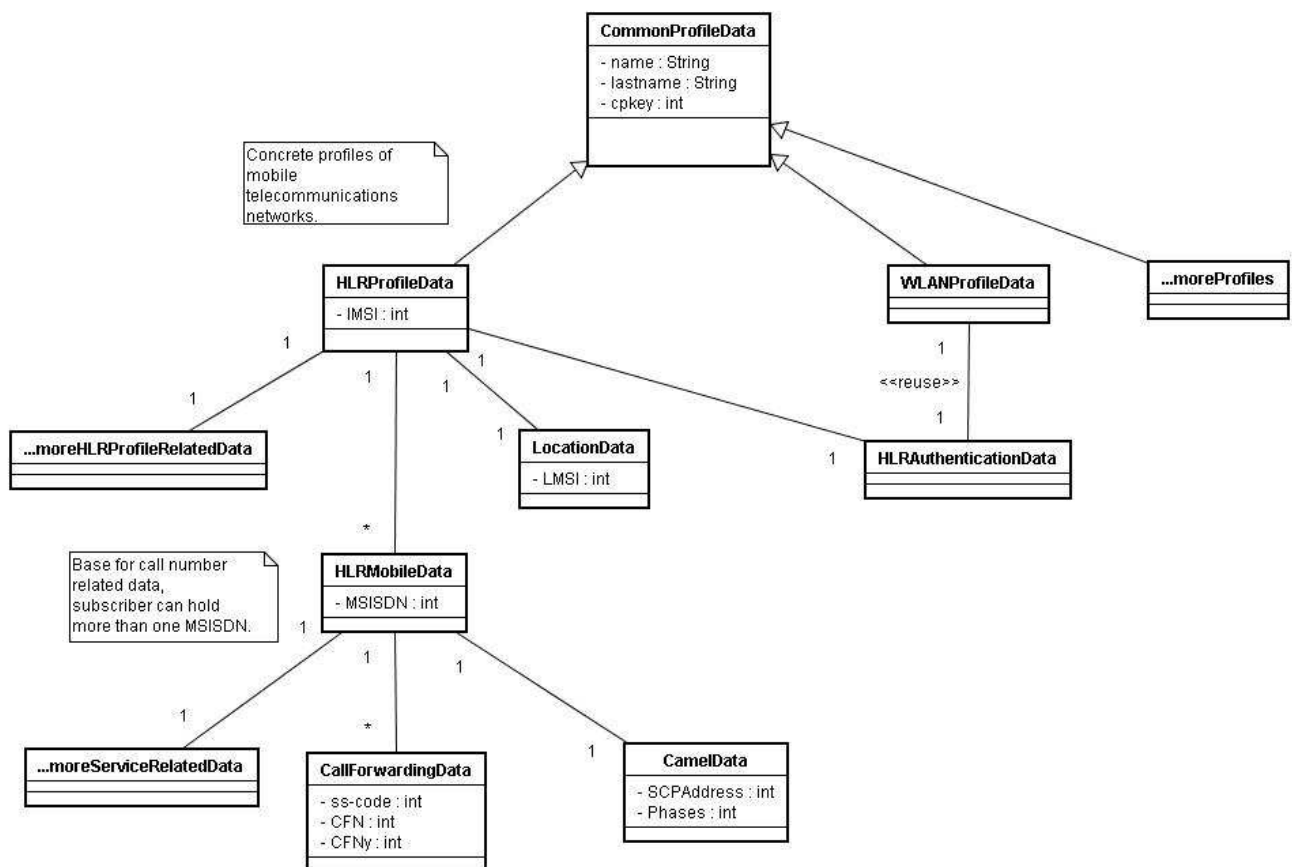 CommonProfileData
- name : String
- lastname : String
- cpkey : int
Concrete profiles of
mobile
telecommunications
networks.
HLRProfileData
- IMSI : int
WLANProfileData
...moreProfiles
1
1
1
1
1
1
<<reuse>>
1
1
1
1
...moreHLRProfileRelatedData
LocationData
- LMSI : int
HLRAuthenticationData
*
Base for call number
related data,
subscriber can hold
more than one MSISDN.
HLRMobileData
- MSISDN : int
1
1
1
1
*
1
...moreServiceRelatedData
CallForwardingData
- ss-code : int
- CFN : int
- CFNy : int
CamelData
- SCPAddress : int
- Phases : int